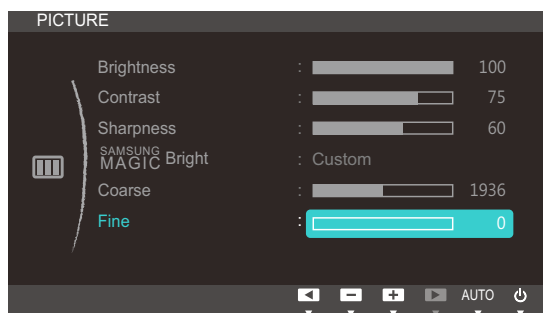 PICTURE
Brightness : 100
Contrast : 75
Sharpness : 60
SAMSUNG
MAGIC Bright : Custom
Coarse : 1936
Fine : 0
AUTO